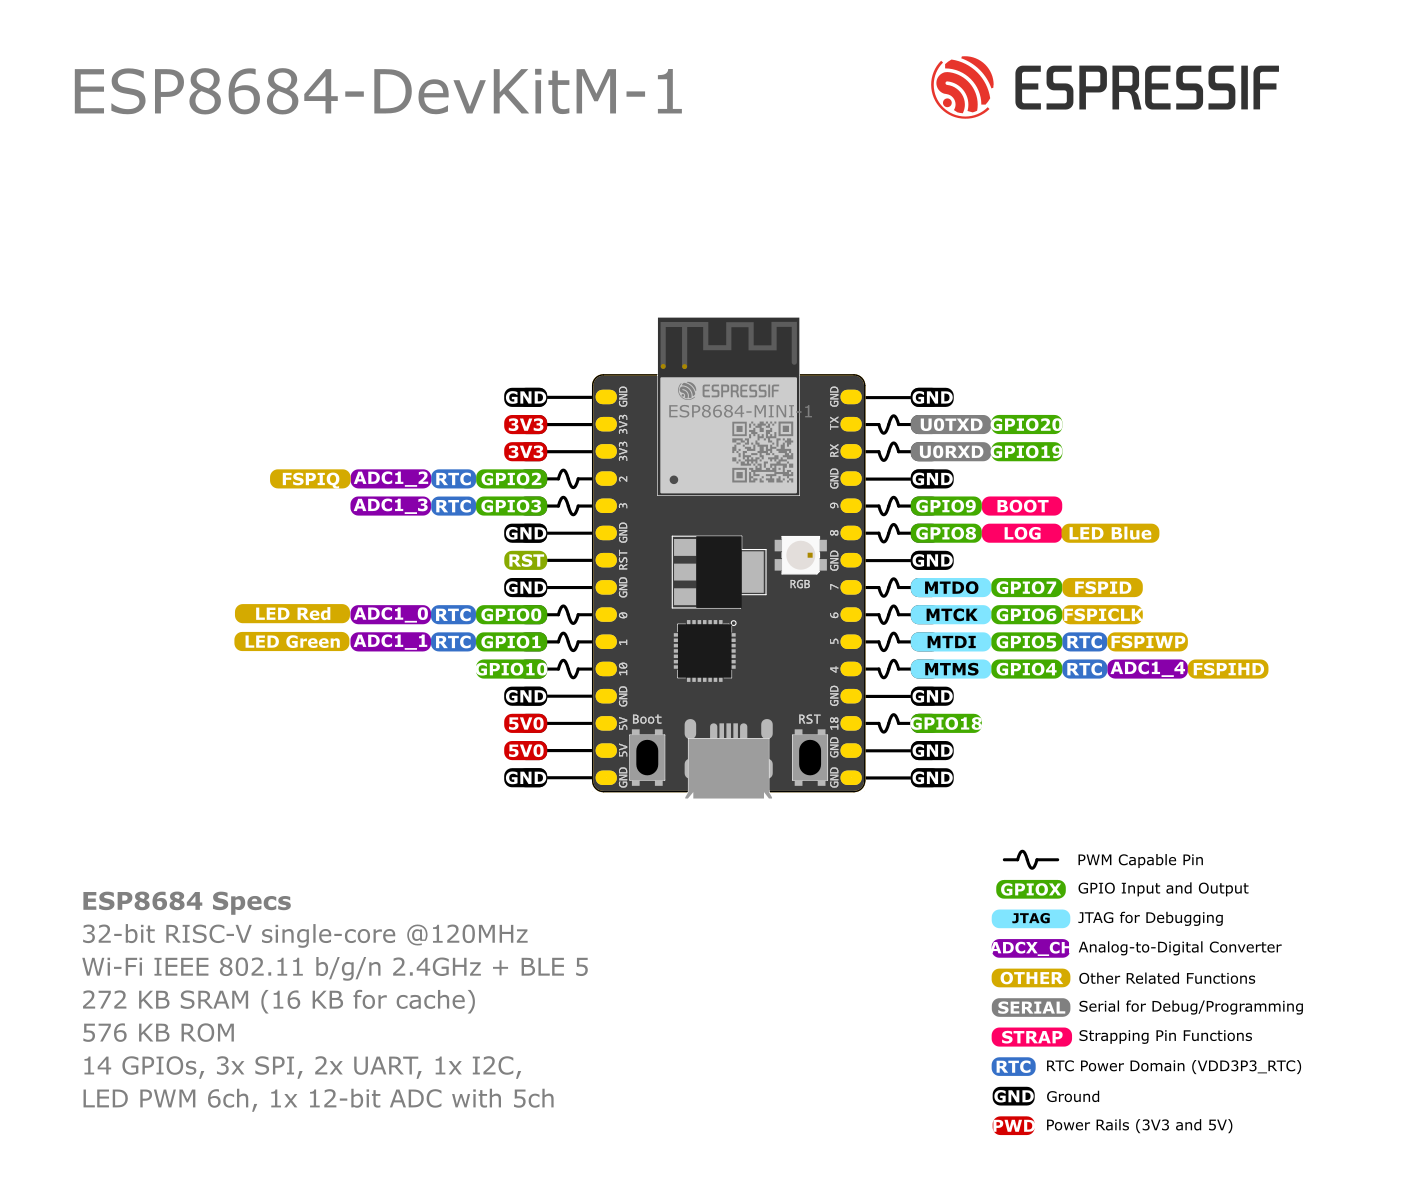 ESP8684-DevKitM-1
ESPRESSIF
ESPRESSIF
ESP8684-MINI-1
GND GND GND GND
3V3 3V3 TX U0TXD GPIO20
3V3 3V3 RX U0RXD GPIO19
FSPIQ ADC1_2 RTC GPIO2 2 GND GND
ADC1_3 RTC GPIO3 3 9 GPIO9 BOOT
GND GND 8 GPIO8 LOG LED Blue
RST RST GND GND
RGB
GND GND 7 MTDO GPIO7 FSPID
LED Red ADC1_0 RTC GPIO0 0 6 MTCK GPIO6 FSPICLK
LED Green ADC1_1 RTC GPIO1 1 5 MTDI GPIO5 RTC FSPIWP
GPIO10 10 4 MTMS GPIO4 RTC ADC1_4 FSPIHD
GND GND GND GND
5V0 5V Boot RST 18 GPIO18
5V0 5V GND GND
GND GND GND GND
PWM Capable Pin
GPIOX GPIO Input and Output
JTAG JTAG for Debugging
ADCX_CH Analog-to-Digital Converter
OTHER Other Related Functions
SERIAL Serial for Debug/Programming
STRAP Strapping Pin Functions
RTC RTC Power Domain (VDD3P3_RTC)
GND Ground
PWD Power Rails (3V3 and 5V)
ESP8684 Specs
32-bit RISC-V single-core @120MHz
Wi-Fi IEEE 802.11 b/g/n 2.4GHz + BLE 5
272 KB SRAM (16 KB for cache)
576 KB ROM
14 GPIOs, 3x SPI, 2x UART, 1x I2C,
LED PWM 6ch, 1x 12-bit ADC with 5ch